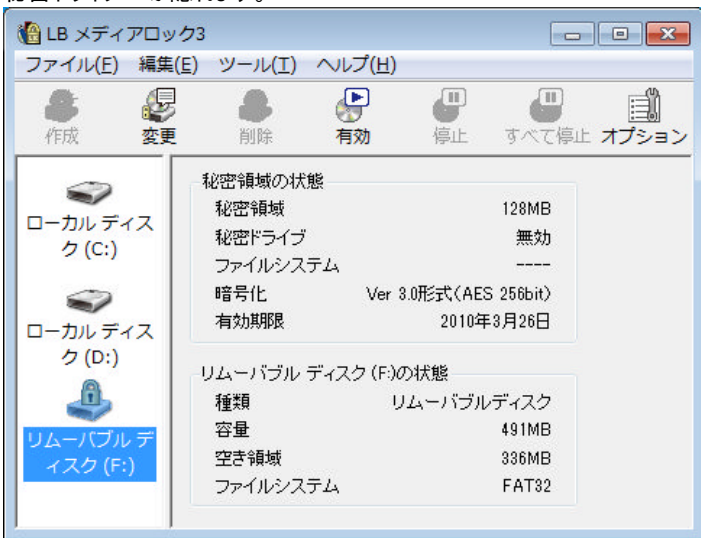 LB メディアロック3
ファイル(F) 編集(E) ツール(T) ヘルプ(H)
作成 変更 削除 有効 停止 すべて停止 オプション
ローカル ディス
ク (C:)
ローカル ディス
ク (D:)
リムーバブル デ
ィスク (F:)
秘密領域の状態
秘密領域 128MB
秘密ドライブ 無効
ファイルシステム ----
暗号化 Ver 3.0形式(AES 256bit)
有効期限 2010年3月26日
リムーバブル ディスク (F:)の状態
種類 リムーバブルディスク
容量 491MB
空き領域 336MB
ファイルシステム FAT32